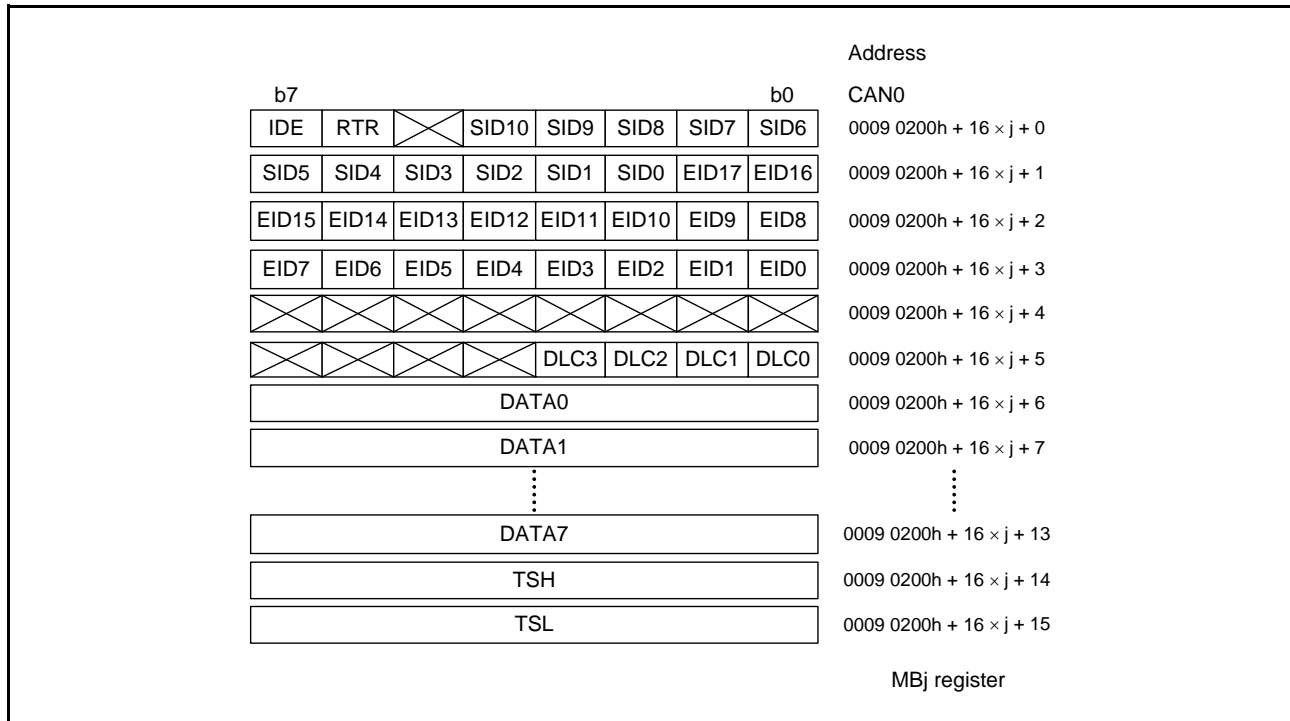 Address
b7 b0 CAN0
IDE RTR SID10 SID9 SID8 SID7 SID6 0009 0200h + 16 × j + 0
SID5 SID4 SID3 SID2 SID1 SID0 EID17 EID16 0009 0200h + 16 × j + 1
EID15 EID14 EID13 EID12 EID11 EID10 EID9 EID8 0009 0200h + 16 × j + 2
EID7 EID6 EID5 EID4 EID3 EID2 EID1 EID0 0009 0200h + 16 × j + 3
0009 0200h + 16 × j + 4
DLC3 DLC2 DLC1 DLC0 0009 0200h + 16 × j + 5
DATA0 0009 0200h + 16 × j + 6
DATA1 0009 0200h + 16 × j + 7
DATA7 0009 0200h + 16 × j + 13
TSH 0009 0200h + 16 × j + 14
TSL 0009 0200h + 16 × j + 15
MBj register